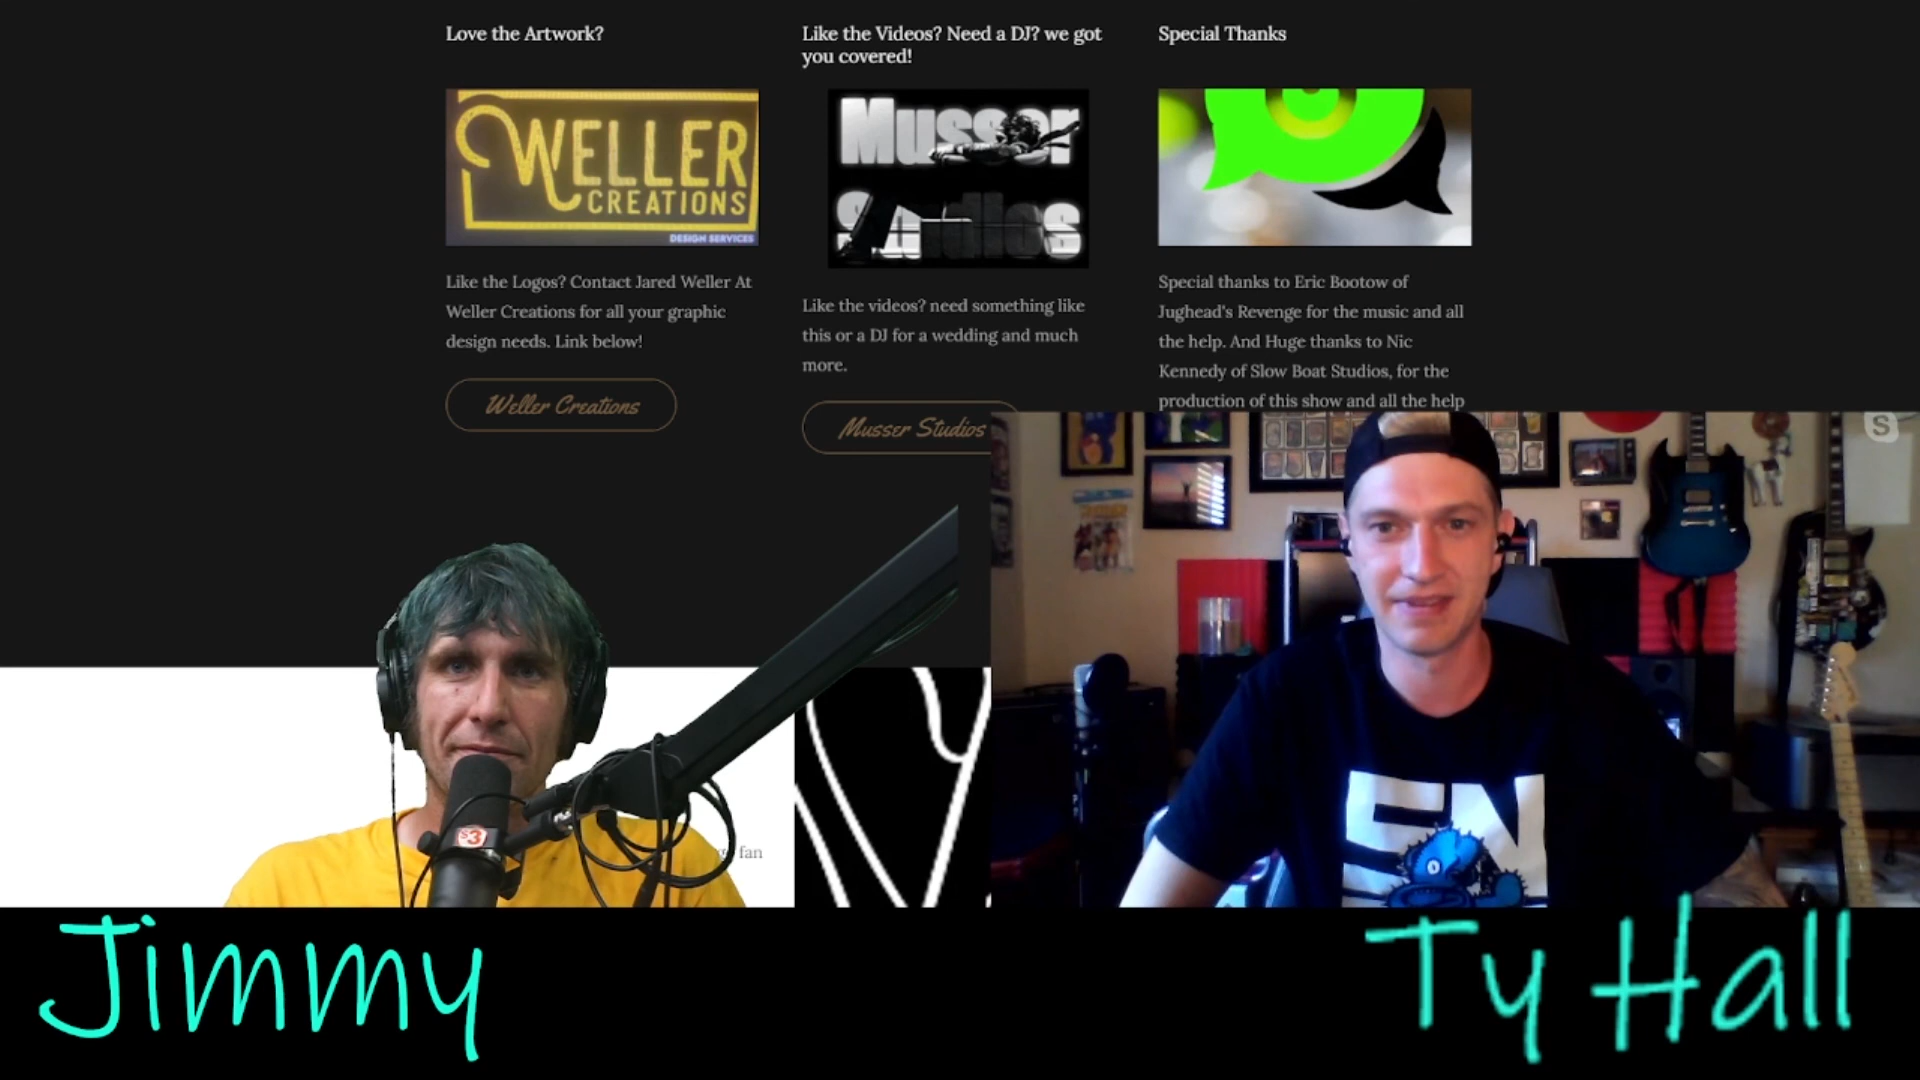 Love the Artwork?
WELLER
CREATIONS
DESIGN SERVICES
Like the Logos? Contact Jared Weller At
Weller Creations for all your graphic
design needs. Link below!
Weller Creations
Like the Videos? Need a DJ? we got
you covered!
Musser
Studios
Like the videos? need something like
this or a DJ for a wedding and much
more.
Musser Studios
Special Thanks
Special thanks to Eric Bootow of
Jughead's Revenge for the music and all
the help. And Huge thanks to Nic
Kennedy of Slow Boat Studios, for the
production of this show and all the help
S
S3
fan
Jimmy
Ty Hall